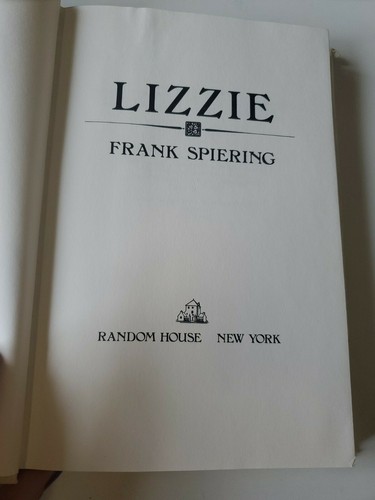 LIZZIE
FRANK SPIERING
RANDOM HOUSE NEW YORK